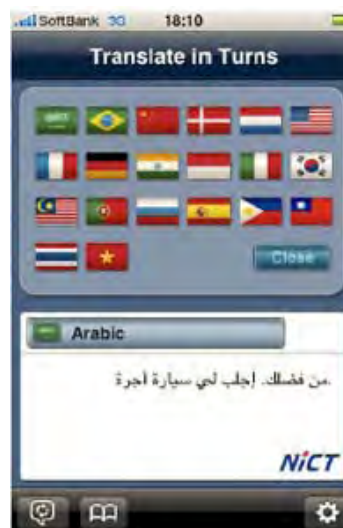 SoftBank 3G 18:10
Translate in Turns
Close
Arabic
من فضلك. إجلب لي سيارة أجرة.
NiCT